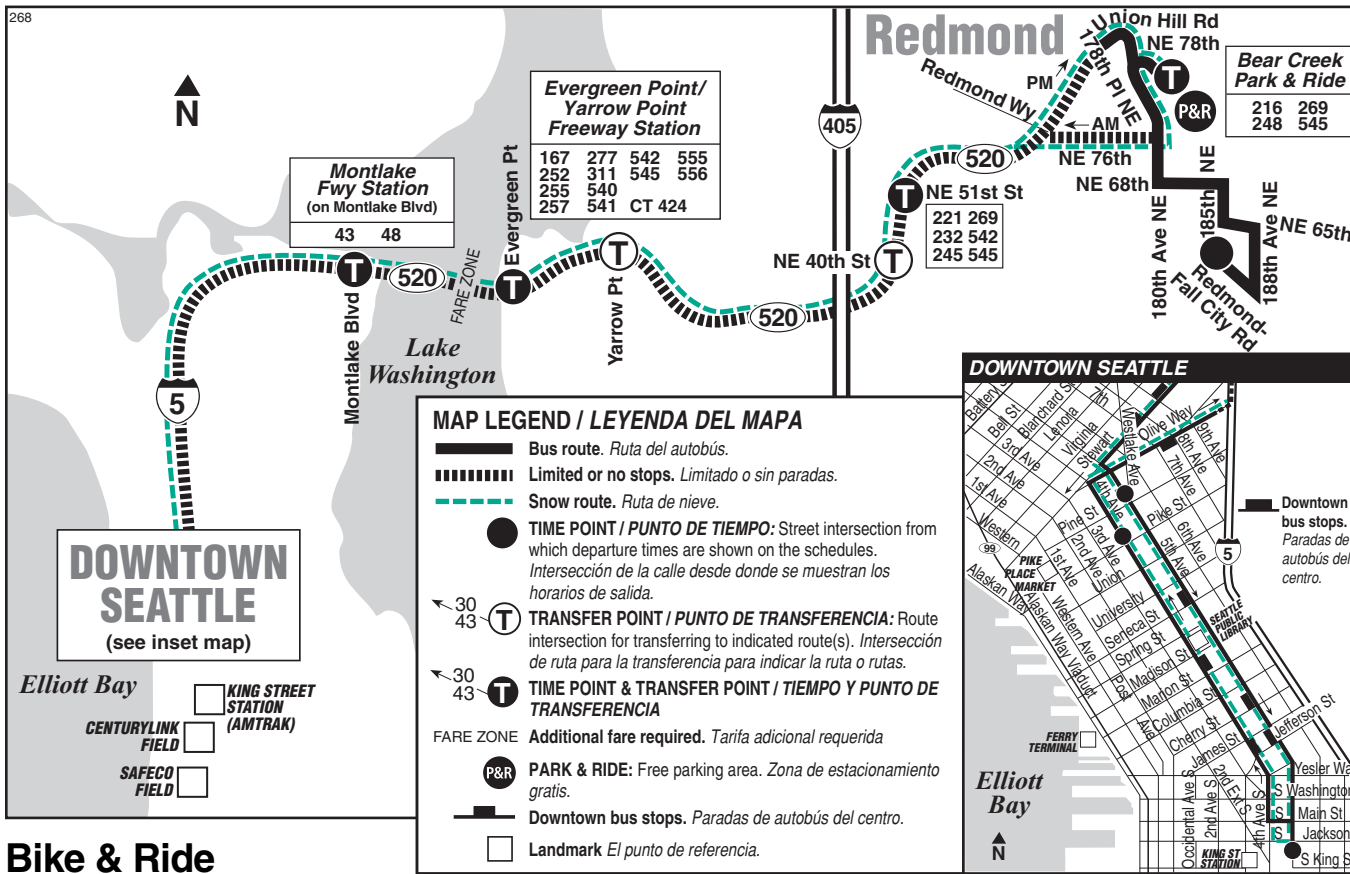 268
N
Redmond
Union Hill Rd
NE 78th
178th Pl NE
PM
Redmond Wy
AM
T
P&R
Bear Creek
Park & Ride
216 269
248 545
NE 76th
NE 68th
180th Ave NE
185th NE
188th Ave NE
NE 65th
Redmond-
Fall City Rd
405
520
T
NE 51st St
221 269
232 542
245 545
NE 40th St
T
520
Evergreen Point/
Yarrow Point
Freeway Station
167 277 542 555
252 311 545 556
255 540
257 541 CT 424
Evergreen Pt
T
T
Yarrow Pt
FARE ZONE
Lake
Washington
Montlake
Fwy Station
(on Montlake Blvd)
43 48
T
520
Montlake Blvd
5
DOWNTOWN
SEATTLE
(see inset map)
Elliott Bay
KING STREET
STATION
(AMTRAK)
CENTURYLINK
FIELD
SAFECO
FIELD
MAP LEGEND / LEYENDA DEL MAPA
Bus route. Ruta del autobús.
Limited or no stops. Limitado o sin paradas.
Snow route. Ruta de nieve.
TIME POINT / PUNTO DE TIEMPO: Street intersection from
which departure times are shown on the schedules.
Intersección de la calle desde donde se muestran los
horarios de salida.
30
43 T TRANSFER POINT / PUNTO DE TRANSFERENCIA: Route
intersection for transferring to indicated route(s). Intersección
de ruta para la transferencia para indicar la ruta o rutas.
30
43 T TIME POINT & TRANSFER POINT / TIEMPO Y PUNTO DE
TRANSFERENCIA
FARE ZONE Additional fare required. Tarifa adicional requerida
P&R PARK & RIDE: Free parking area. Zona de estacionamiento
gratis.
Downtown bus stops. Paradas de autobús del centro.
Landmark El punto de referencia.
DOWNTOWN SEATTLE
Bell St
Blanchard St
Lenora
Virginia
Stewart
7th
Westlake Ave
Olive Way
9th Ave
8th Ave
7th Ave
3rd Ave
2nd Ave
1st Ave
Western
4th Ave
Pine St
Pike St
6th Ave
5th Ave
3rd Ave
2nd Ave
1st Ave
Union
99
PIKE
PLACE
MARKET
Alaskan Way
Western Ave
Alaskan Way Viaduct
Post
Ave
University
Seneca St
Spring St
Madison St
Marion St
Columbia St
Cherry St
James St
SEATTLE
PUBLIC
LIBRARY
5
Downtown
bus stops.
Paradas de
autobús del
centro.
Jefferson St
FERRY
TERMINAL
Elliott
Bay
N
Yesler Wa
S Washington
S Main St
S Jackson
S King S
Occidental Ave S
2nd Ave S
2nd Ext S
4th Ave S
KING ST
STATION
Bike & Ride